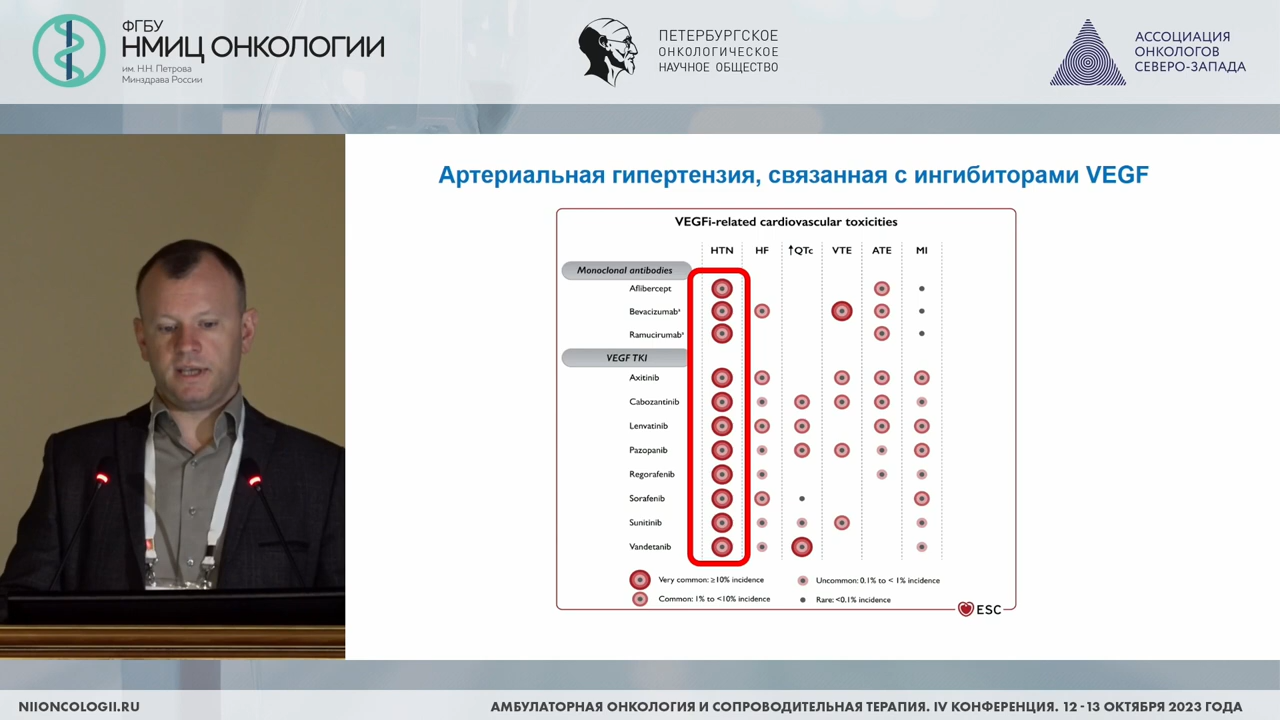 ФГБУ
НМИЦ ОНКОЛОГИИ
им. Н.Н. Петрова
Минздрава России
ПЕТЕРБУРГСКОЕ
ОНКОЛОГИЧЕСКОЕ
НАУЧНОЕ ОБЩЕСТВО
АССОЦИАЦИЯ
ОНКОЛОГОВ
СЕВЕРО-ЗАПАДА
Артериальная гипертензия, связанная с ингибиторами VEGF
VEGFi-related cardiovascular toxicities
HTN HF ↑QTc VTE ATE MI
Monoclonal antibodies
Aflibercept
Bevacizumabᵃ
Ramucirumabᵃ
VEGF TKI
Axitinib
Cabozantinib
Lenvatinib
Pazopanib
Regorafenib
Sorafenib
Sunitinib
Vandetanib
Very common: ≥10% incidence
Uncommon: 0.1% to < 1% incidence
Common: 1% to <10% incidence
Rare: <0.1% incidence
ESC
NIIONCOLOGII.RU
АМБУЛАТОРНАЯ ОНКОЛОГИЯ И СОПРОВОДИТЕЛЬНАЯ ТЕРАПИЯ. IV КОНФЕРЕНЦИЯ. 12 - 13 ОКТЯБРЯ 2023 ГОДА